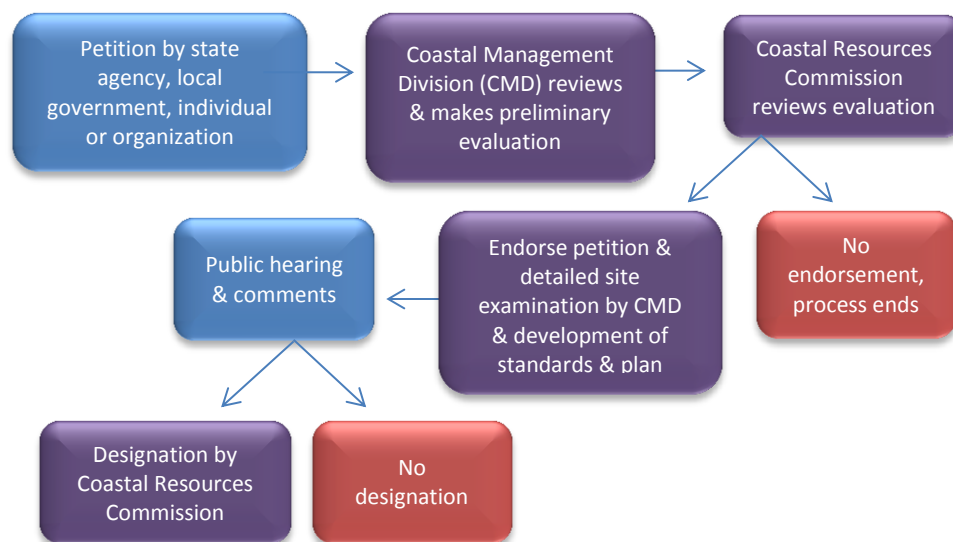 Petition by state
agency, local
government, individual
or organization
Coastal Management
Division (CMD) reviews
& makes preliminary
evaluation
Coastal Resources
Commission
reviews evaluation
Public hearing
& comments
Endorse petition &
detailed site
examination by CMD
& development of
standards & plan
No
endorsement,
process ends
Designation by
Coastal Resources
Commission
No
designation